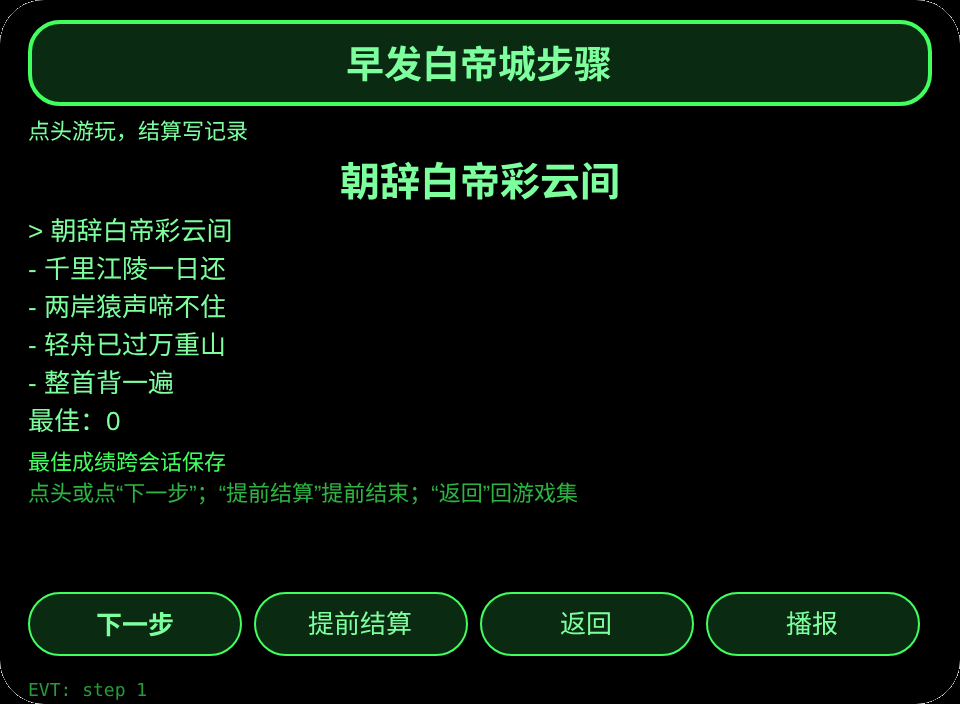 早发白帝城步骤
点头游玩，结算写记录
朝辞白帝彩云间
> 朝辞白帝彩云间
- 千里江陵一日还
- 两岸猿声啼不住
- 轻舟已过万重山
- 整首背一遍
最佳：0
最佳成绩跨会话保存
点头或点“下一步”；“提前结算”提前结束；“返回”回游戏集
下一步
提前结算
返回
播报
EVT: step 1